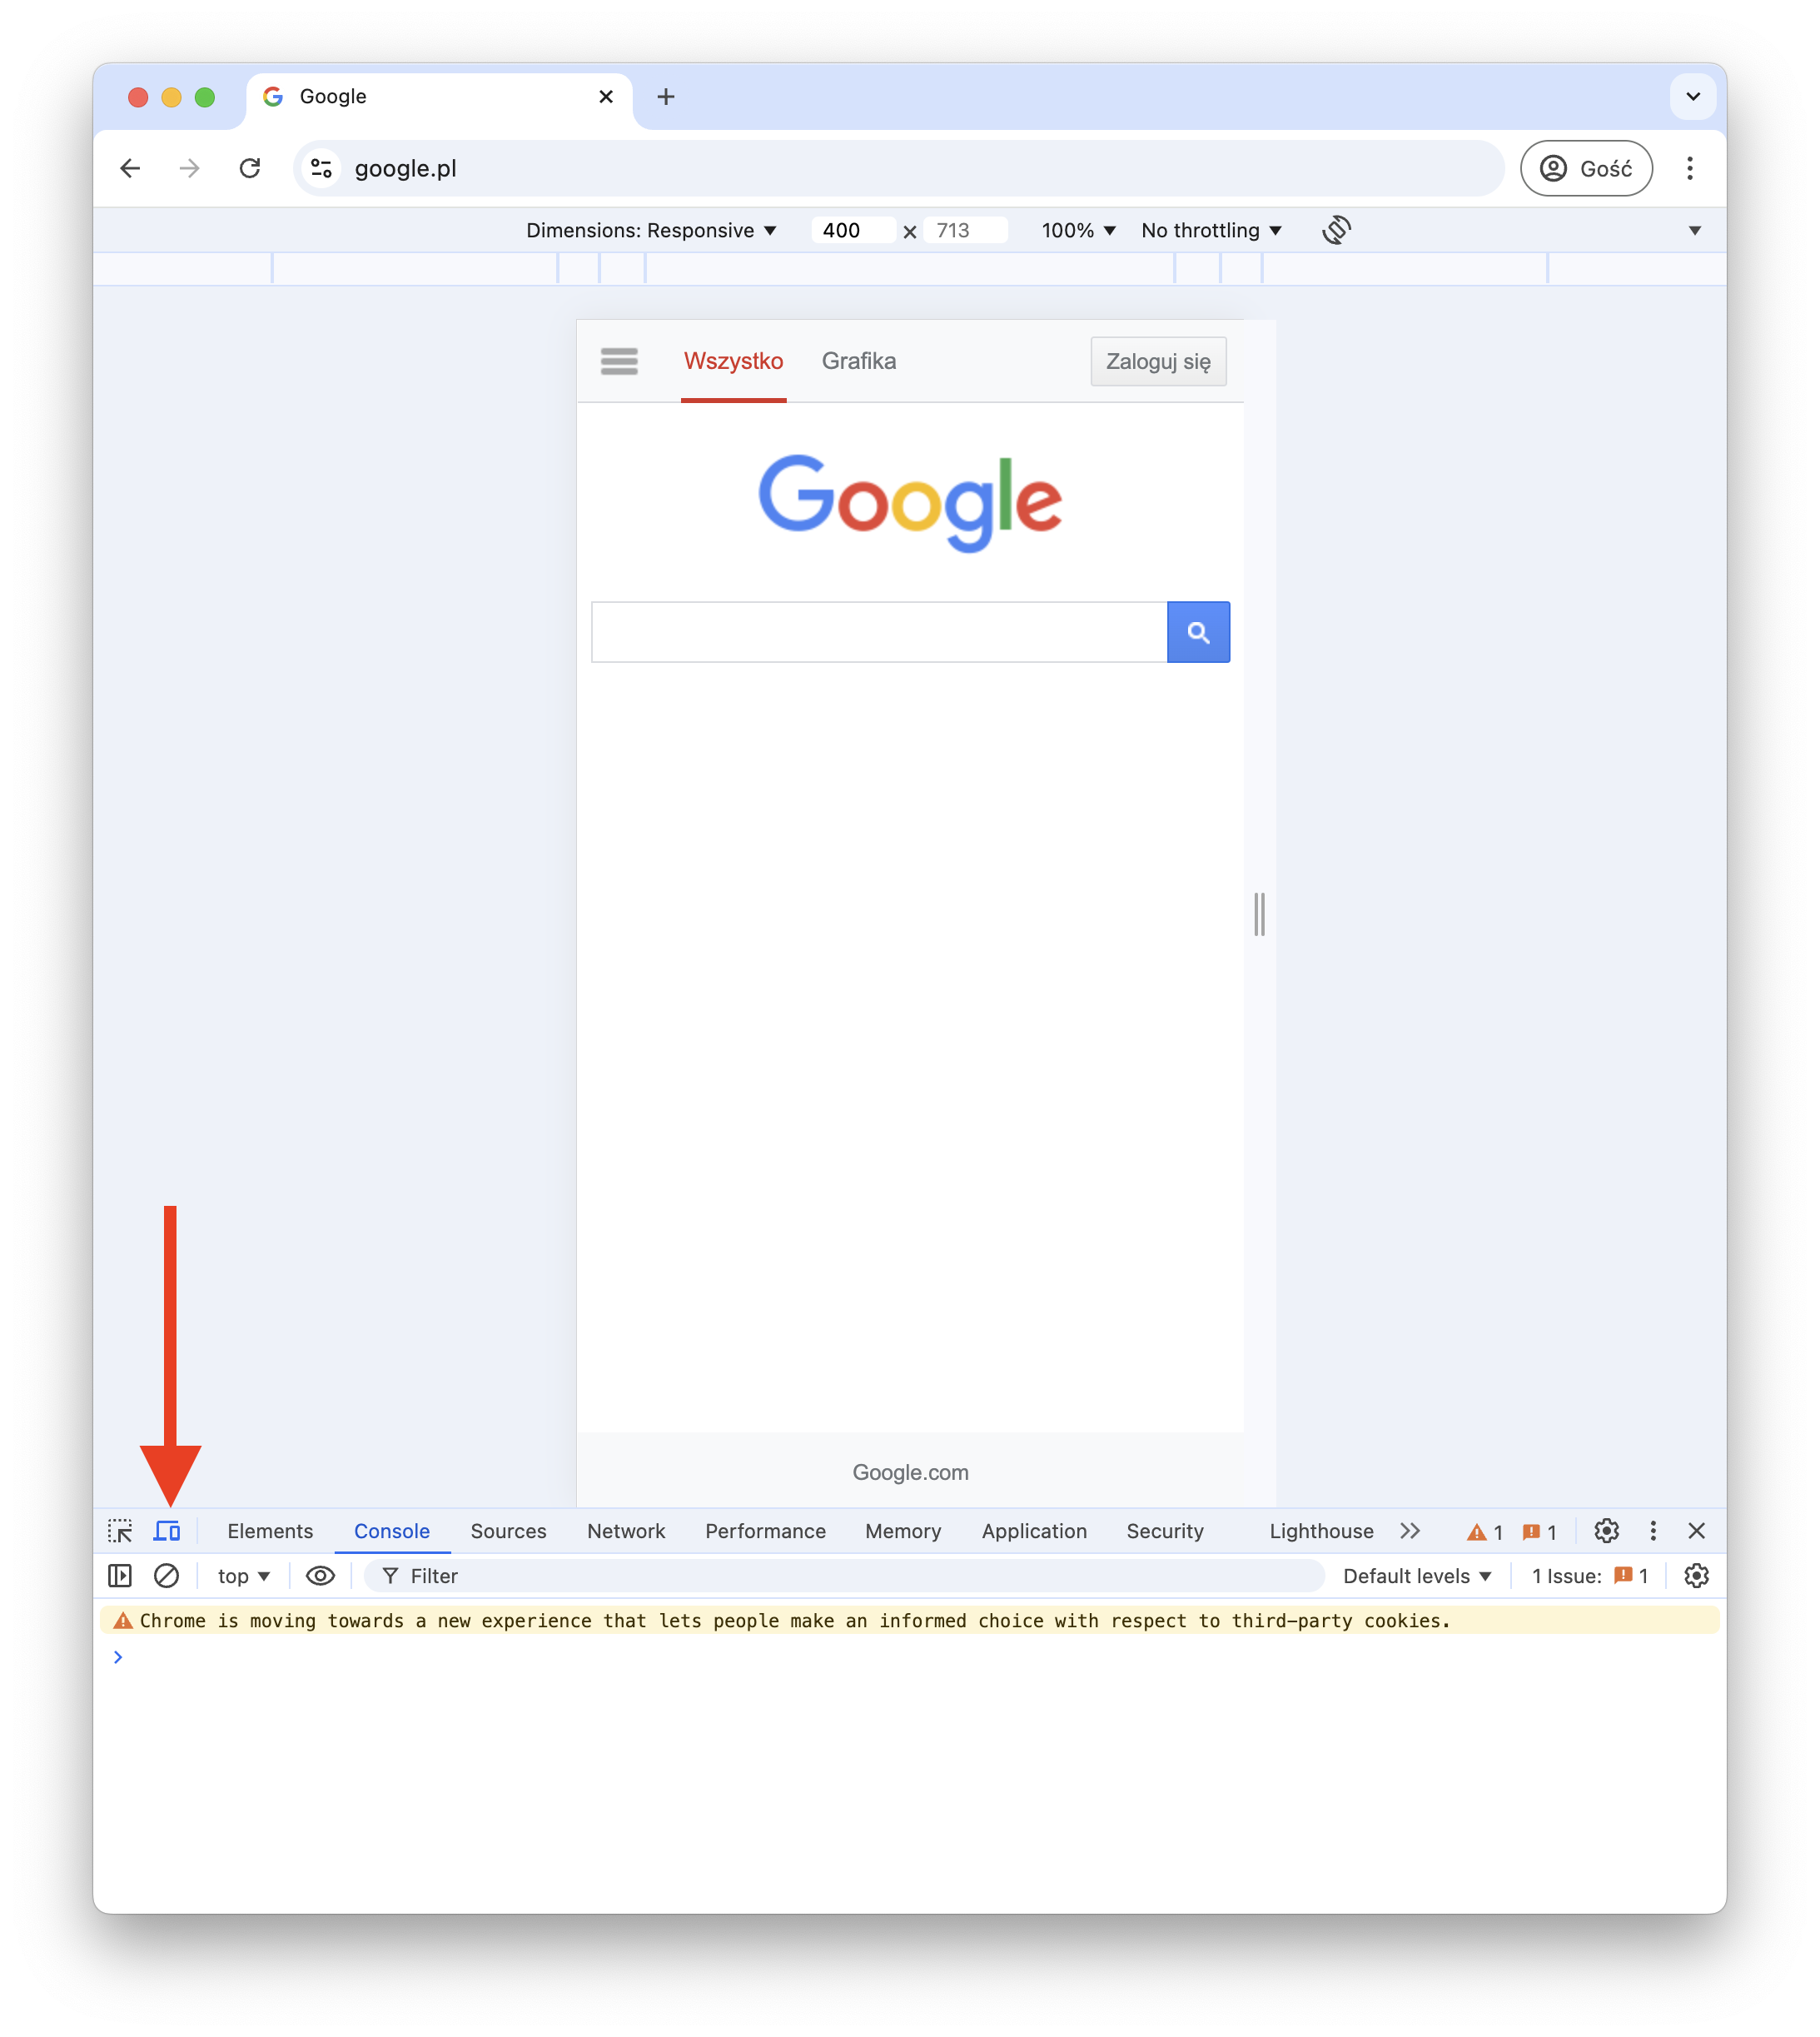 Google
google.pl
Gość
Dimensions: Responsive 400 × 713 100% No throttling
Wszystko Grafika Zaloguj się
Google
Google.com
Elements Console Sources Network Performance Memory Application Security Lighthouse 1 1
top Filter Default levels 1 Issue: 1
Chrome is moving towards a new experience that lets people make an informed choice with respect to third-party cookies.